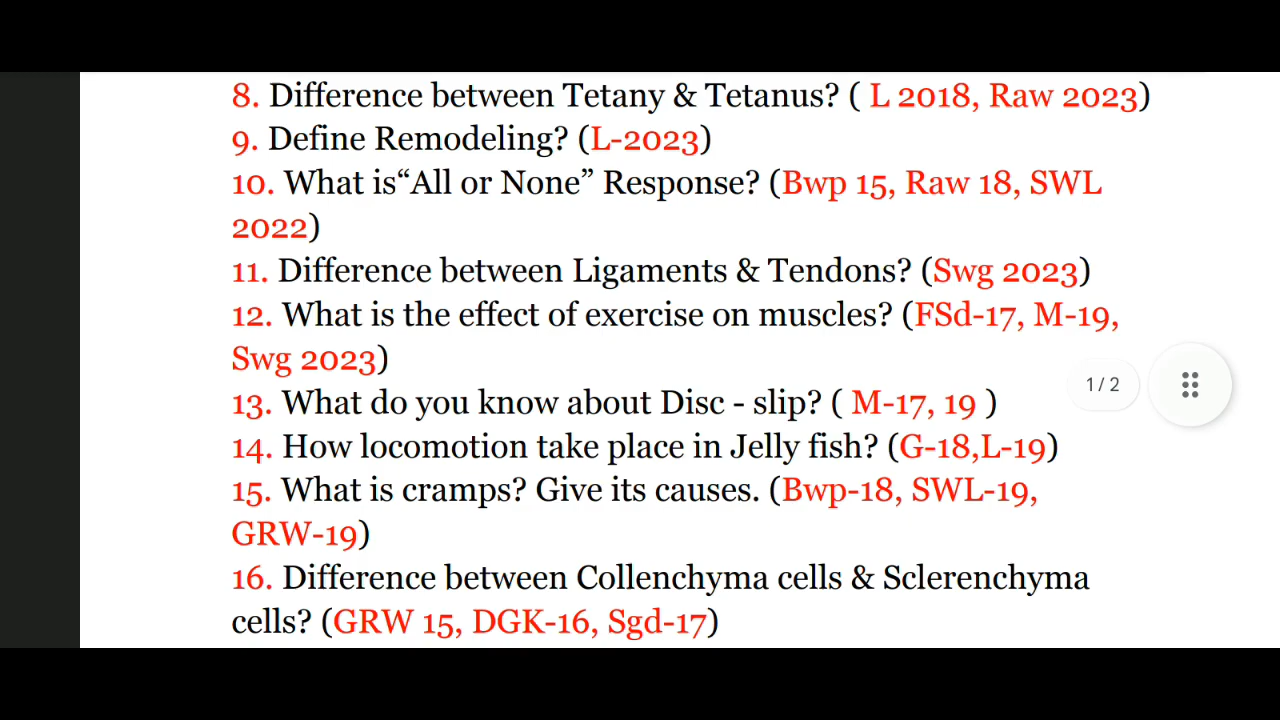 8. Difference between Tetany & Tetanus? ( L 2018, Raw 2023)
9. Define Remodeling? (L-2023)
10. What is“All or None” Response? (Bwp 15, Raw 18, SWL
2022)
11. Difference between Ligaments & Tendons? (Swg 2023)
12. What is the effect of exercise on muscles? (FSd-17, M-19,
Swg 2023)
1 / 2
13. What do you know about Disc - slip? ( M-17, 19 )
14. How locomotion take place in Jelly fish? (G-18,L-19)
15. What is cramps? Give its causes. (Bwp-18, SWL-19,
GRW-19)
16. Difference between Collenchyma cells & Sclerenchyma
cells? (GRW 15, DGK-16, Sgd-17)